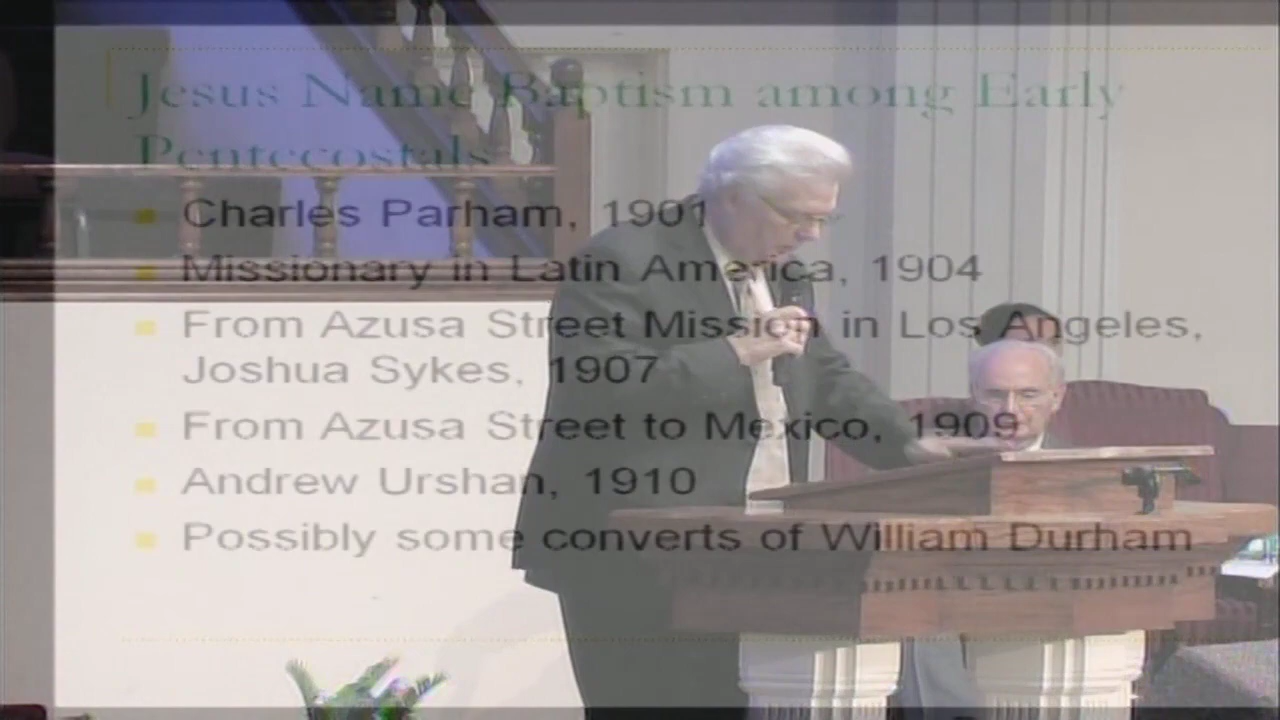 Jesus Name Baptism among Early
Pentecostals
Charles Parham, 1901
Missionary in Latin America, 1904
From Azusa Street Mission in Los Angeles,
Joshua Sykes, 1907
From Azusa Street to Mexico, 1909
Andrew Urshan, 1910
Possibly some converts of William Durham